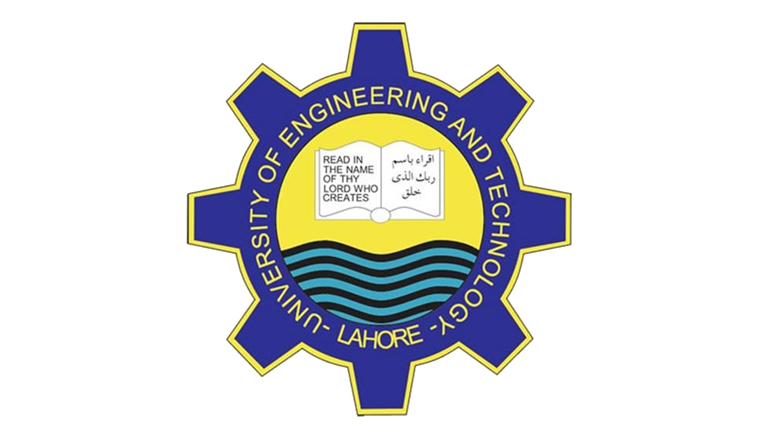 UNIVERSITY OF ENGINEERING AND TECHNOLOGY
- LAHORE -
READ IN
THE NAME
OF THY
LORD WHO
CREATES
اقراء باسم
ربك الذى
خلق